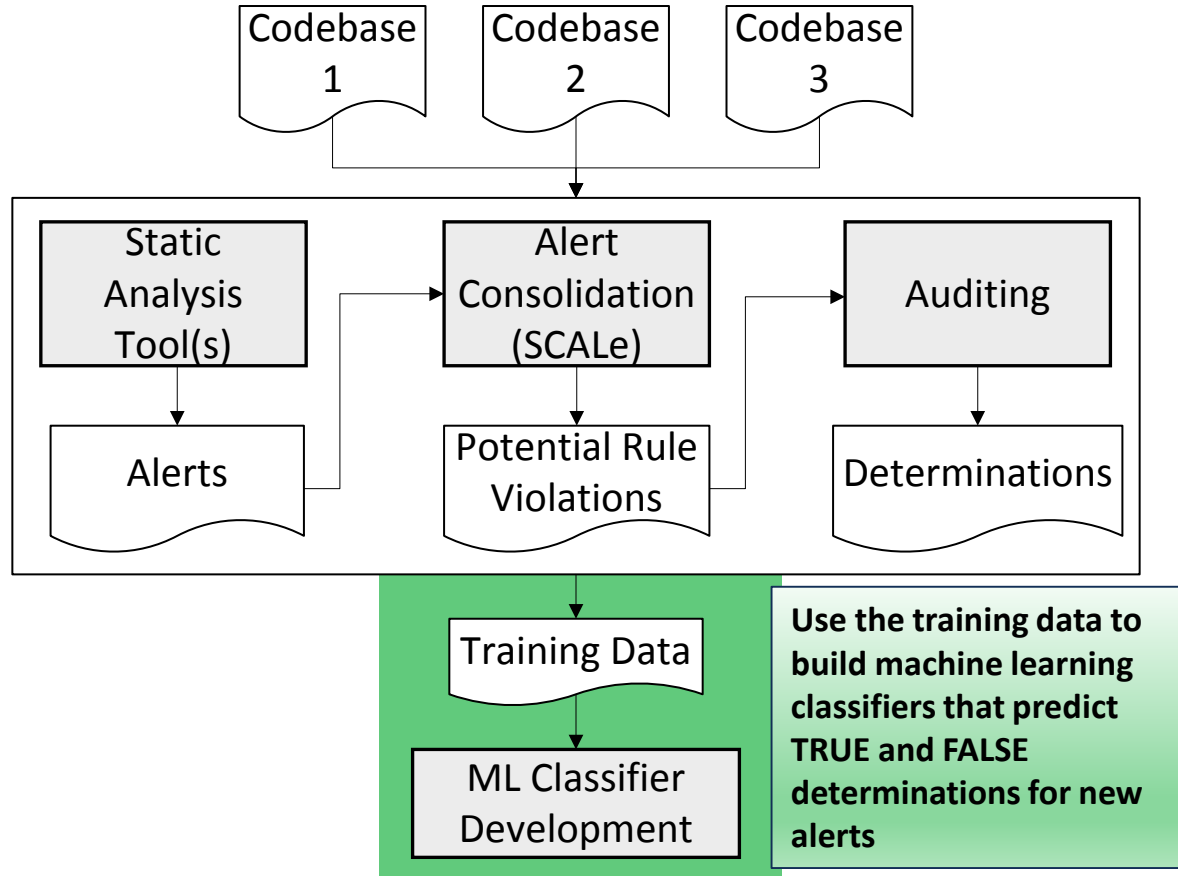 Codebase
1
Codebase
2
Codebase
3
Static
Analysis
Tool(s)
Alert
Consolidation
(SCALe)
Auditing
Alerts
Potential Rule
Violations
Determinations
Training Data
ML Classifier
Development
Use the training data to
build machine learning
classifiers that predict
TRUE and FALSE
determinations for new
alerts